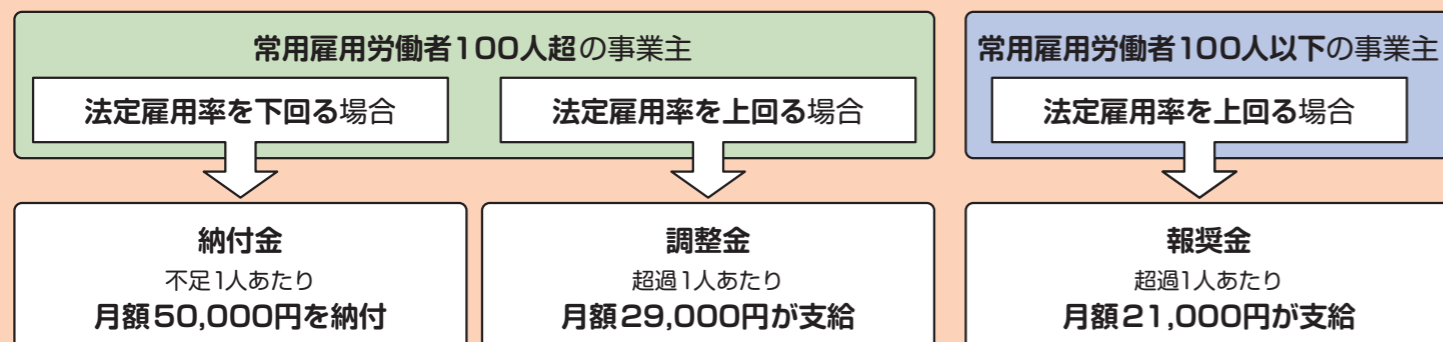 常用雇用労働者100人超の事業主
法定雇用率を下回る場合
法定雇用率を上回る場合
納付金
不足1人あたり
月額50,000円を納付
調整金
超過1人あたり
月額29,000円が支給
常用雇用労働者100人以下の事業主
法定雇用率を上回る場合
報奨金
超過1人あたり
月額21,000円が支給